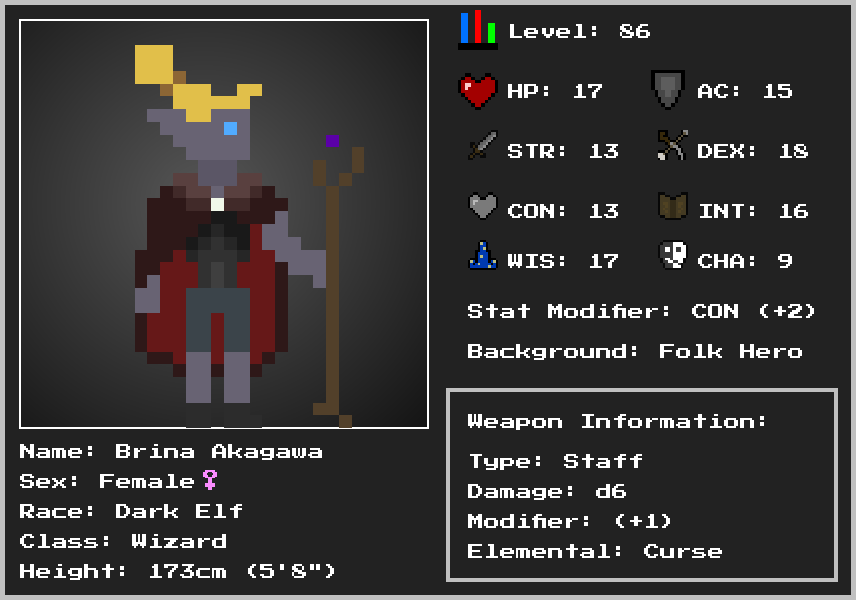 Level: 86
HP: 17
AC: 15
STR: 13
DEX: 18
CON: 13
INT: 16
WIS: 17
CHA: 9
Stat Modifier: CON (+2)
Background: Folk Hero
Weapon Information:
Type: Staff
Damage: d6
Modifier: (+1)
Elemental: Curse
Name: Brina Akagawa
Sex: Female♀
Race: Dark Elf
Class: Wizard
Height: 173cm (5'8")